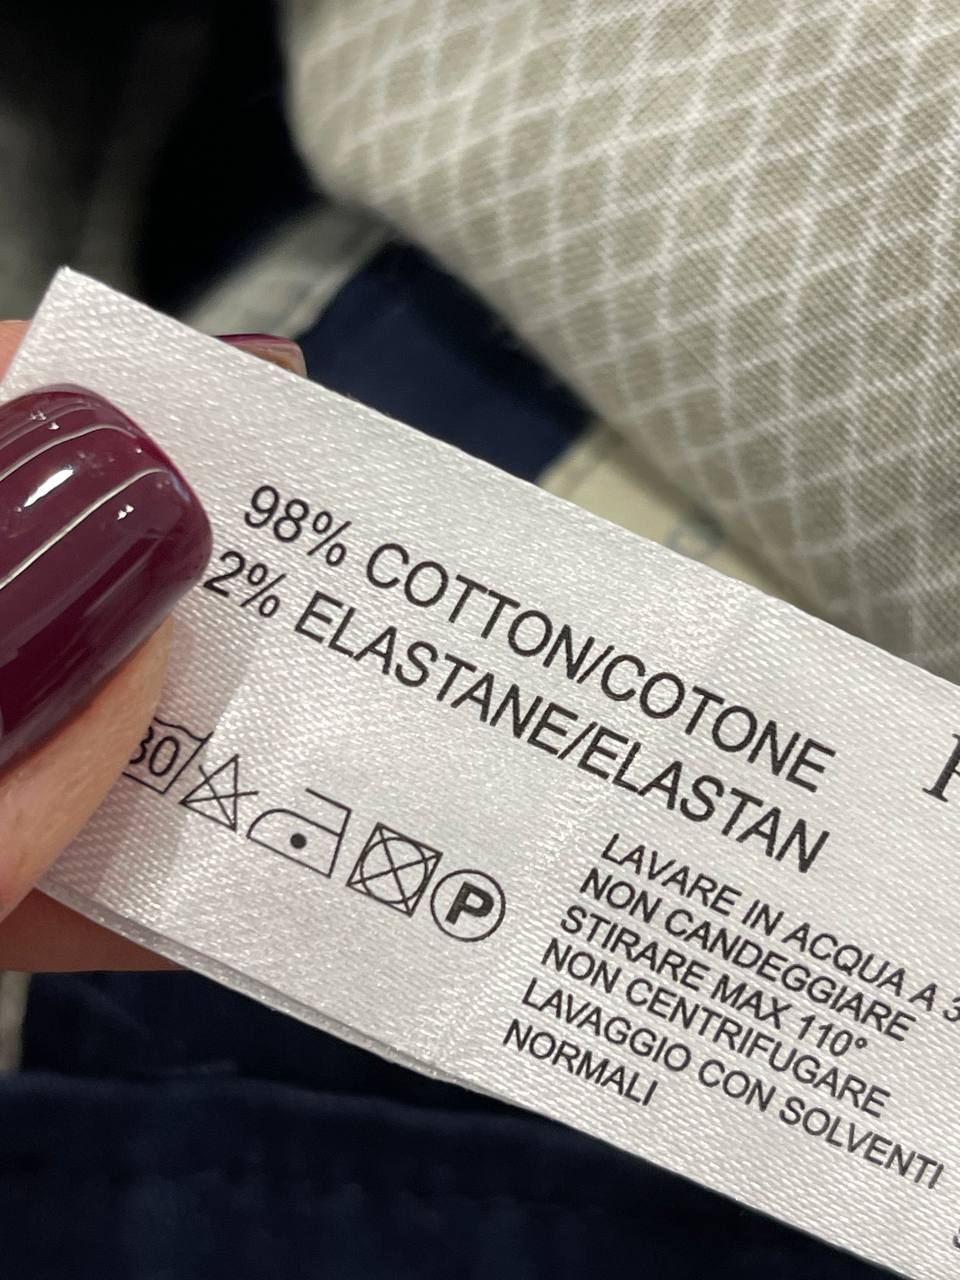 98% COTTON/COTONE
2% ELASTANE/ELASTAN
30
P
LAVARE IN ACQUA A
NON CANDEGGIARE
STIRARE MAX 110°
NON CENTRIFUGARE
LAVAGGIO CON SOLVENTI
NORMALI